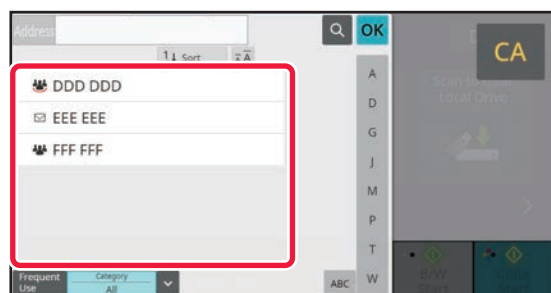 Address
OK
CA
Sort
DDD DDD
EEE EEE
FFF FFF
A
D
G
J
M
P
T
W
Scan to
Local Drive
Frequent
Use
Category
All
ABC
B/W
Start
Start